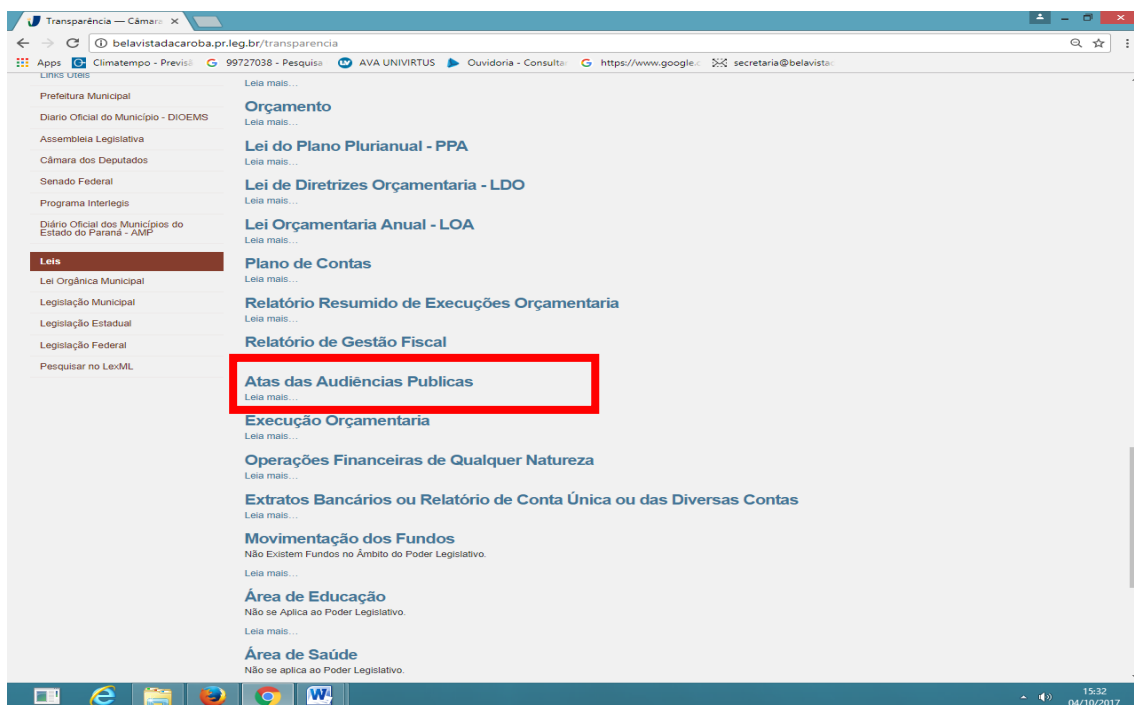 Transparência — Câmara
belavistadacaroba.pr.leg.br/transparencia
Apps Climatempo - Previsã 99727038 - Pesquisa AVA UNIVIRTUS Ouvidoria - Consulta https://www.google.c secretaria@belavista
Links Úteis
Prefeitura Municipal
Diario Oficial do Município - DIOEMS
Assembleia Legislativa
Câmara dos Deputados
Senado Federal
Programa Interlegis
Diário Oficial dos Municípios do
Estado do Paraná - AMP
Leis
Lei Orgânica Municipal
Legislação Municipal
Legislação Estadual
Legislação Federal
Pesquisar no LexML
Leia mais…
Orçamento
Leia mais…
Lei do Plano Plurianual - PPA
Leia mais…
Lei de Diretrizes Orçamentaria - LDO
Leia mais…
Lei Orçamentaria Anual - LOA
Leia mais…
Plano de Contas
Leia mais…
Relatório Resumido de Execuções Orçamentaria
Leia mais…
Relatório de Gestão Fiscal
Atas das Audiências Publicas
Leia mais…
Execução Orçamentaria
Leia mais…
Operações Financeiras de Qualquer Natureza
Leia mais…
Extratos Bancários ou Relatório de Conta Única ou das Diversas Contas
Leia mais…
Movimentação dos Fundos
Não Existem Fundos no Âmbito do Poder Legislativo.
Leia mais…
Área de Educação
Não se Aplica ao Poder Legislativo.
Leia mais…
Área de Saúde
Não se aplica ao Poder Legislativo.
15:32
04/10/2017